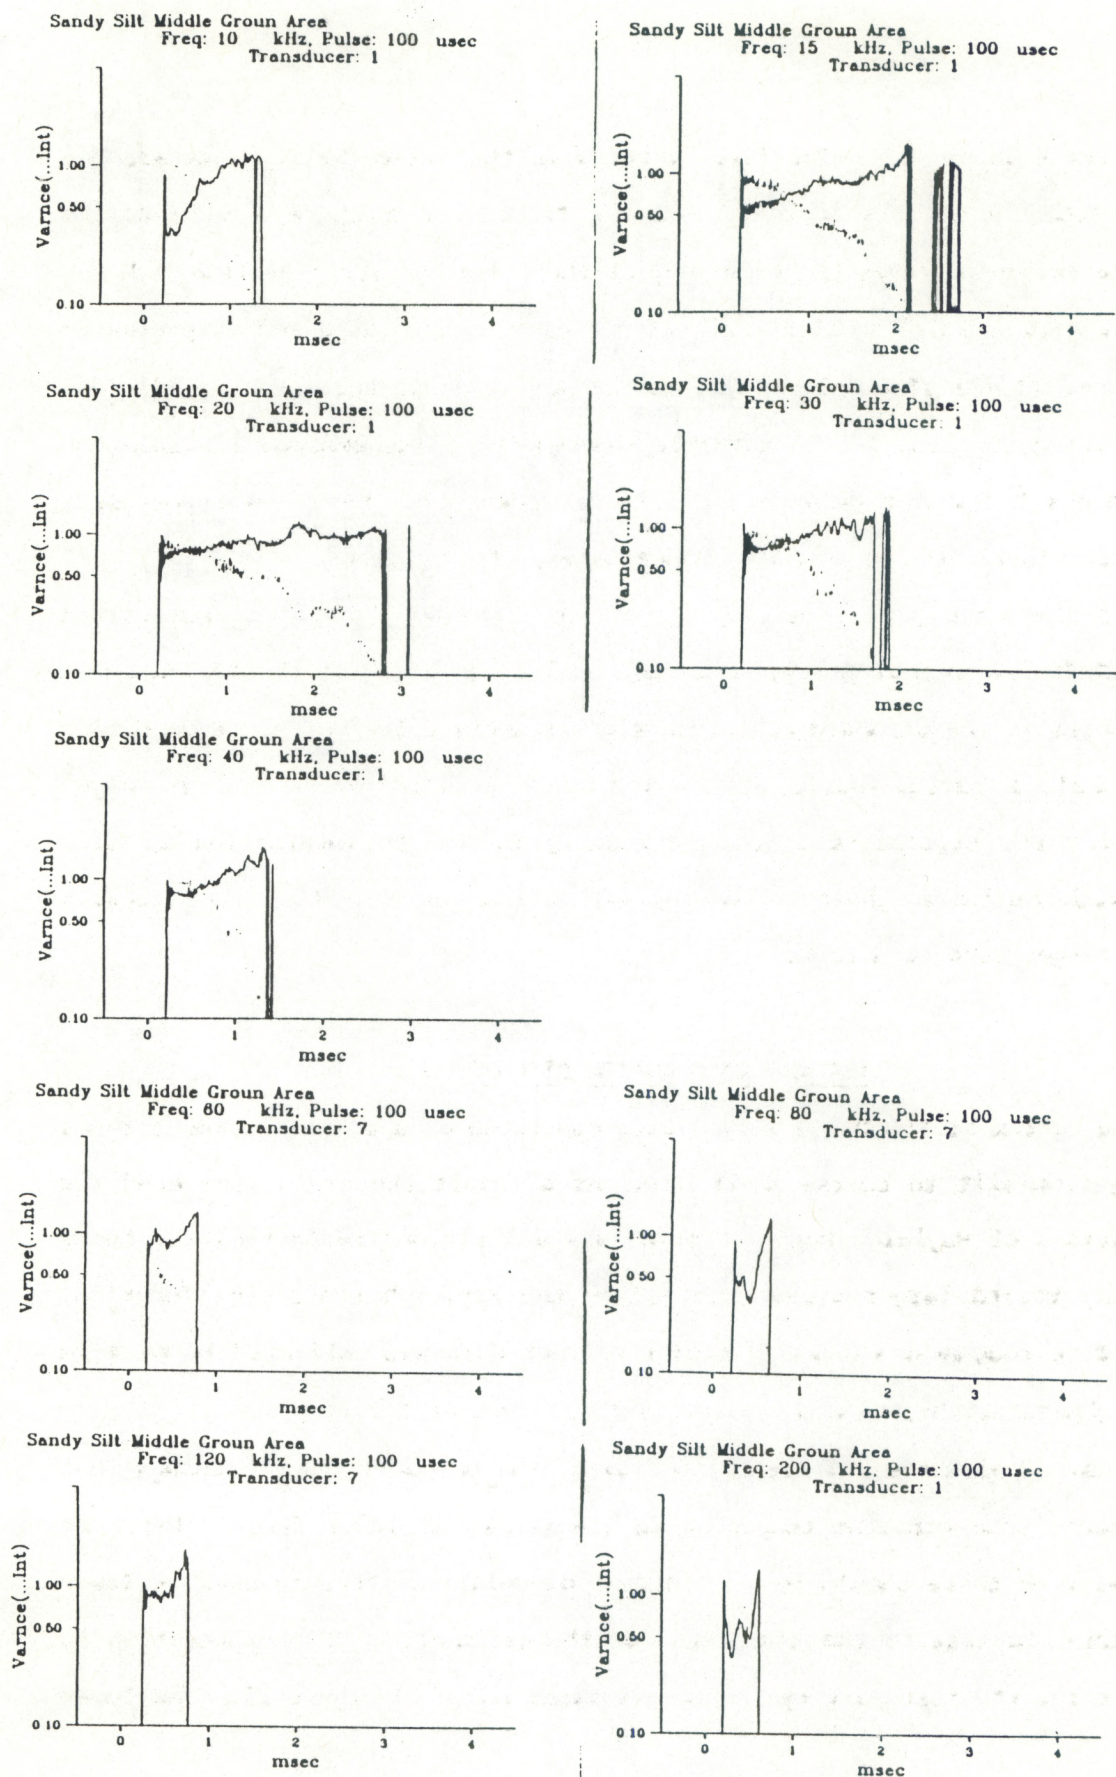 Sandy Silt Middle Groun Area
Freq: 10 kHz, Pulse: 100 usec
Transducer: 1
Varnce(...Int)
1.00
0.50
0.10
0 1 2 3 4
msec
Sandy Silt Middle Groun Area
Freq: 15 kHz, Pulse: 100 usec
Transducer: 1
Varnce(...Int)
1.00
0.50
0.10
0 1 2 3 4
msec
Sandy Silt Middle Groun Area
Freq: 20 kHz, Pulse: 100 usec
Transducer: 1
Varnce(...Int)
1.00
0.50
0.10
0 1 2 3 4
msec
Sandy Silt Middle Groun Area
Freq: 30 kHz, Pulse: 100 usec
Transducer: 1
Varnce(...Int)
1.00
0.50
0.10
0 1 2 3 4
msec
Sandy Silt Middle Groun Area
Freq: 40 kHz, Pulse: 100 usec
Transducer: 1
Varnce(...Int)
1.00
0.50
0.10
0 1 2 3 4
msec
Sandy Silt Middle Groun Area
Freq: 60 kHz, Pulse: 100 usec
Transducer: 7
Varnce(...Int)
1.00
0.50
0.10
0 1 2 3 4
msec
Sandy Silt Middle Groun Area
Freq: 80 kHz, Pulse: 100 usec
Transducer: 7
Varnce(...Int)
1.00
0.50
0.10
0 1 2 3 4
msec
Sandy Silt Middle Groun Area
Freq: 120 kHz, Pulse: 100 usec
Transducer: 7
Varnce(...Int)
1.00
0.50
0.10
0 1 2 3 4
msec
Sandy Silt Middle Groun Area
Freq: 200 kHz, Pulse: 100 usec
Transducer: 1
Varnce(...Int)
1.00
0.50
0.10
0 1 2 3 4
msec